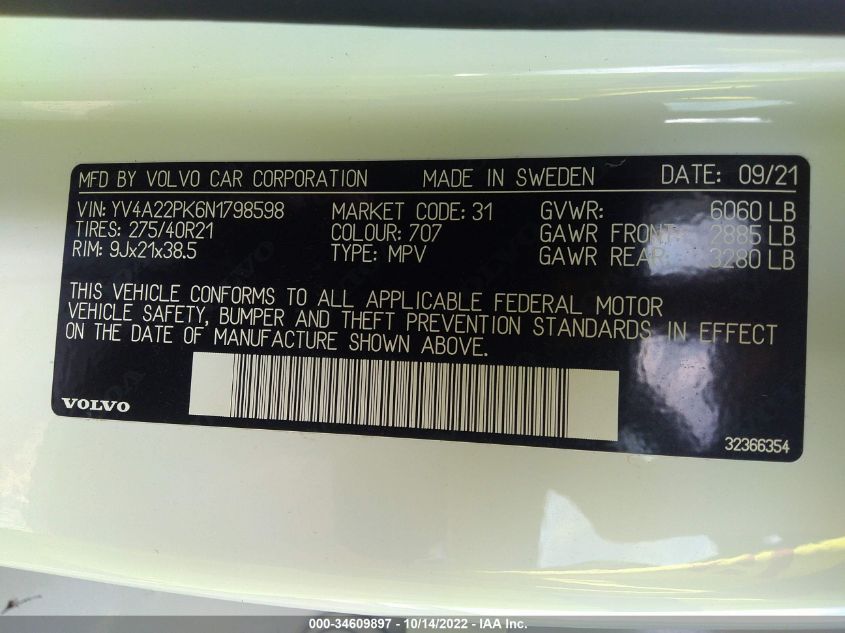 MFD BY VOLVO CAR CORPORATION MADE IN SWEDEN DATE: 09/21
VIN: YV4A22PK6N1798598 MARKET CODE: 31 GVWR: 6060 LB
TIRES: 275/40R21 COLOUR: 707 GAWR FRONT: 2885 LB
RIM: 9Jx21x38.5 TYPE: MPV GAWR REAR: 3280 LB
THIS VEHICLE CONFORMS TO ALL APPLICABLE FEDERAL MOTOR
VEHICLE SAFETY, BUMPER AND THEFT PREVENTION STANDARDS IN EFFECT
ON THE DATE OF MANUFACTURE SHOWN ABOVE.
VOLVO
32366354
000-34609897 - 10/14/2022 - IAA Inc.